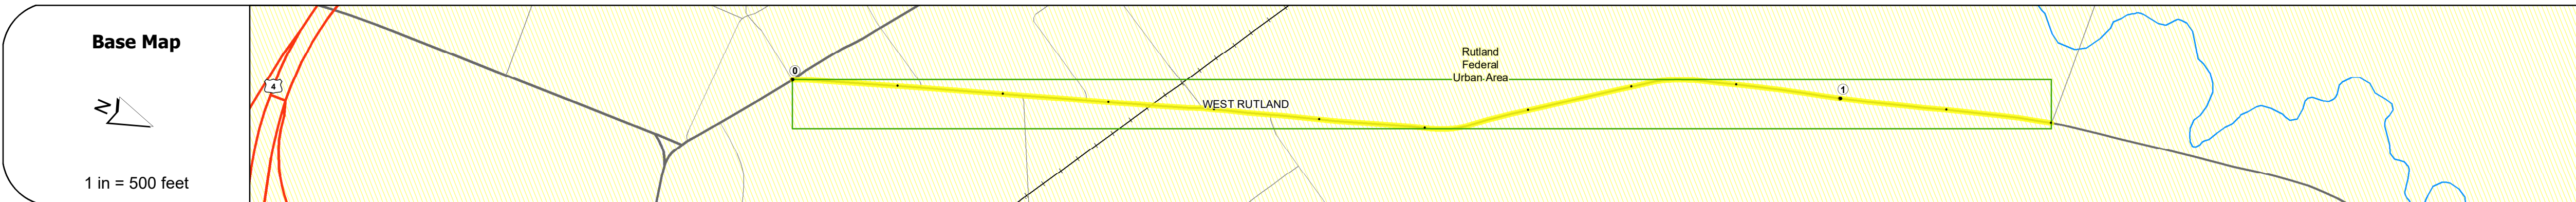 Base Map
N
1 in = 500 feet
4
0
Rutland
Federal
Urban Area
WEST RUTLAND
1